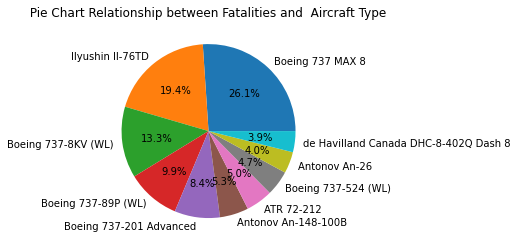 Pie Chart Relationship between Fatalities and  Aircraft Type
Ilyushin Il-76TD
Boeing 737 MAX 8
19.4%
26.1%
Boeing 737-8KV (WL)
13.3%
3.9%
de Havilland Canada DHC-8-402Q Dash 8
4.0%
4.7%
Antonov An-26
9.9%
5.0%
8.4%
5.3%
Boeing 737-524 (WL)
Boeing 737-89P (WL)
ATR 72-212
Boeing 737-201 Advanced
Antonov An-148-100B